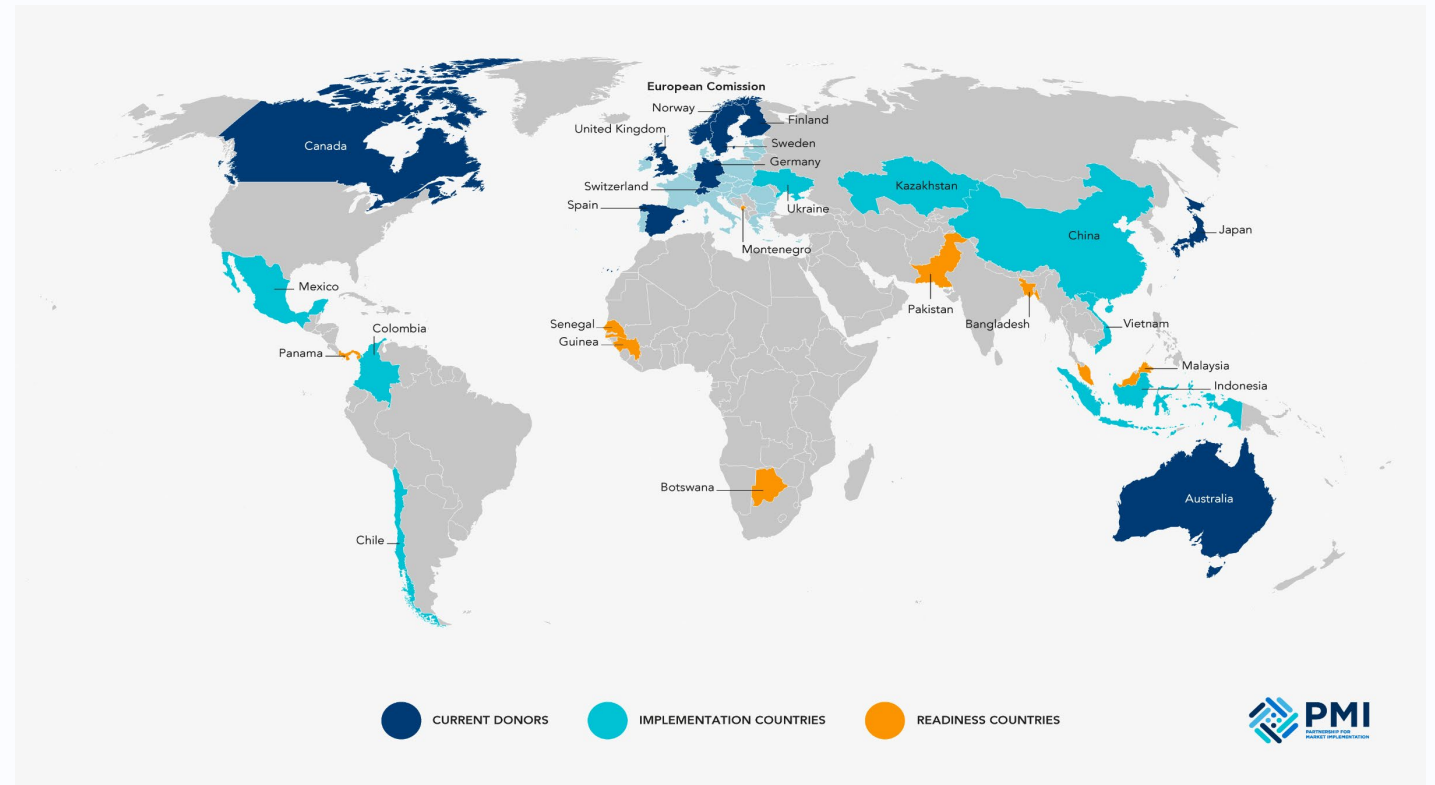 European Comission
Norway
Finland
United Kingdom
Sweden
Germany
Switzerland
Spain
Ukraine
Montenegro
Canada
Kazakhstan
China
Japan
Mexico
Colombia
Panama
Senegal
Guinea
Pakistan
Bangladesh
Vietnam
Malaysia
Indonesia
Botswana
Australia
Chile
CURRENT DONORS
IMPLEMENTATION COUNTRIES
READINESS COUNTRIES
PMI
PARTNERSHIP FOR
MARKET IMPLEMENTATION